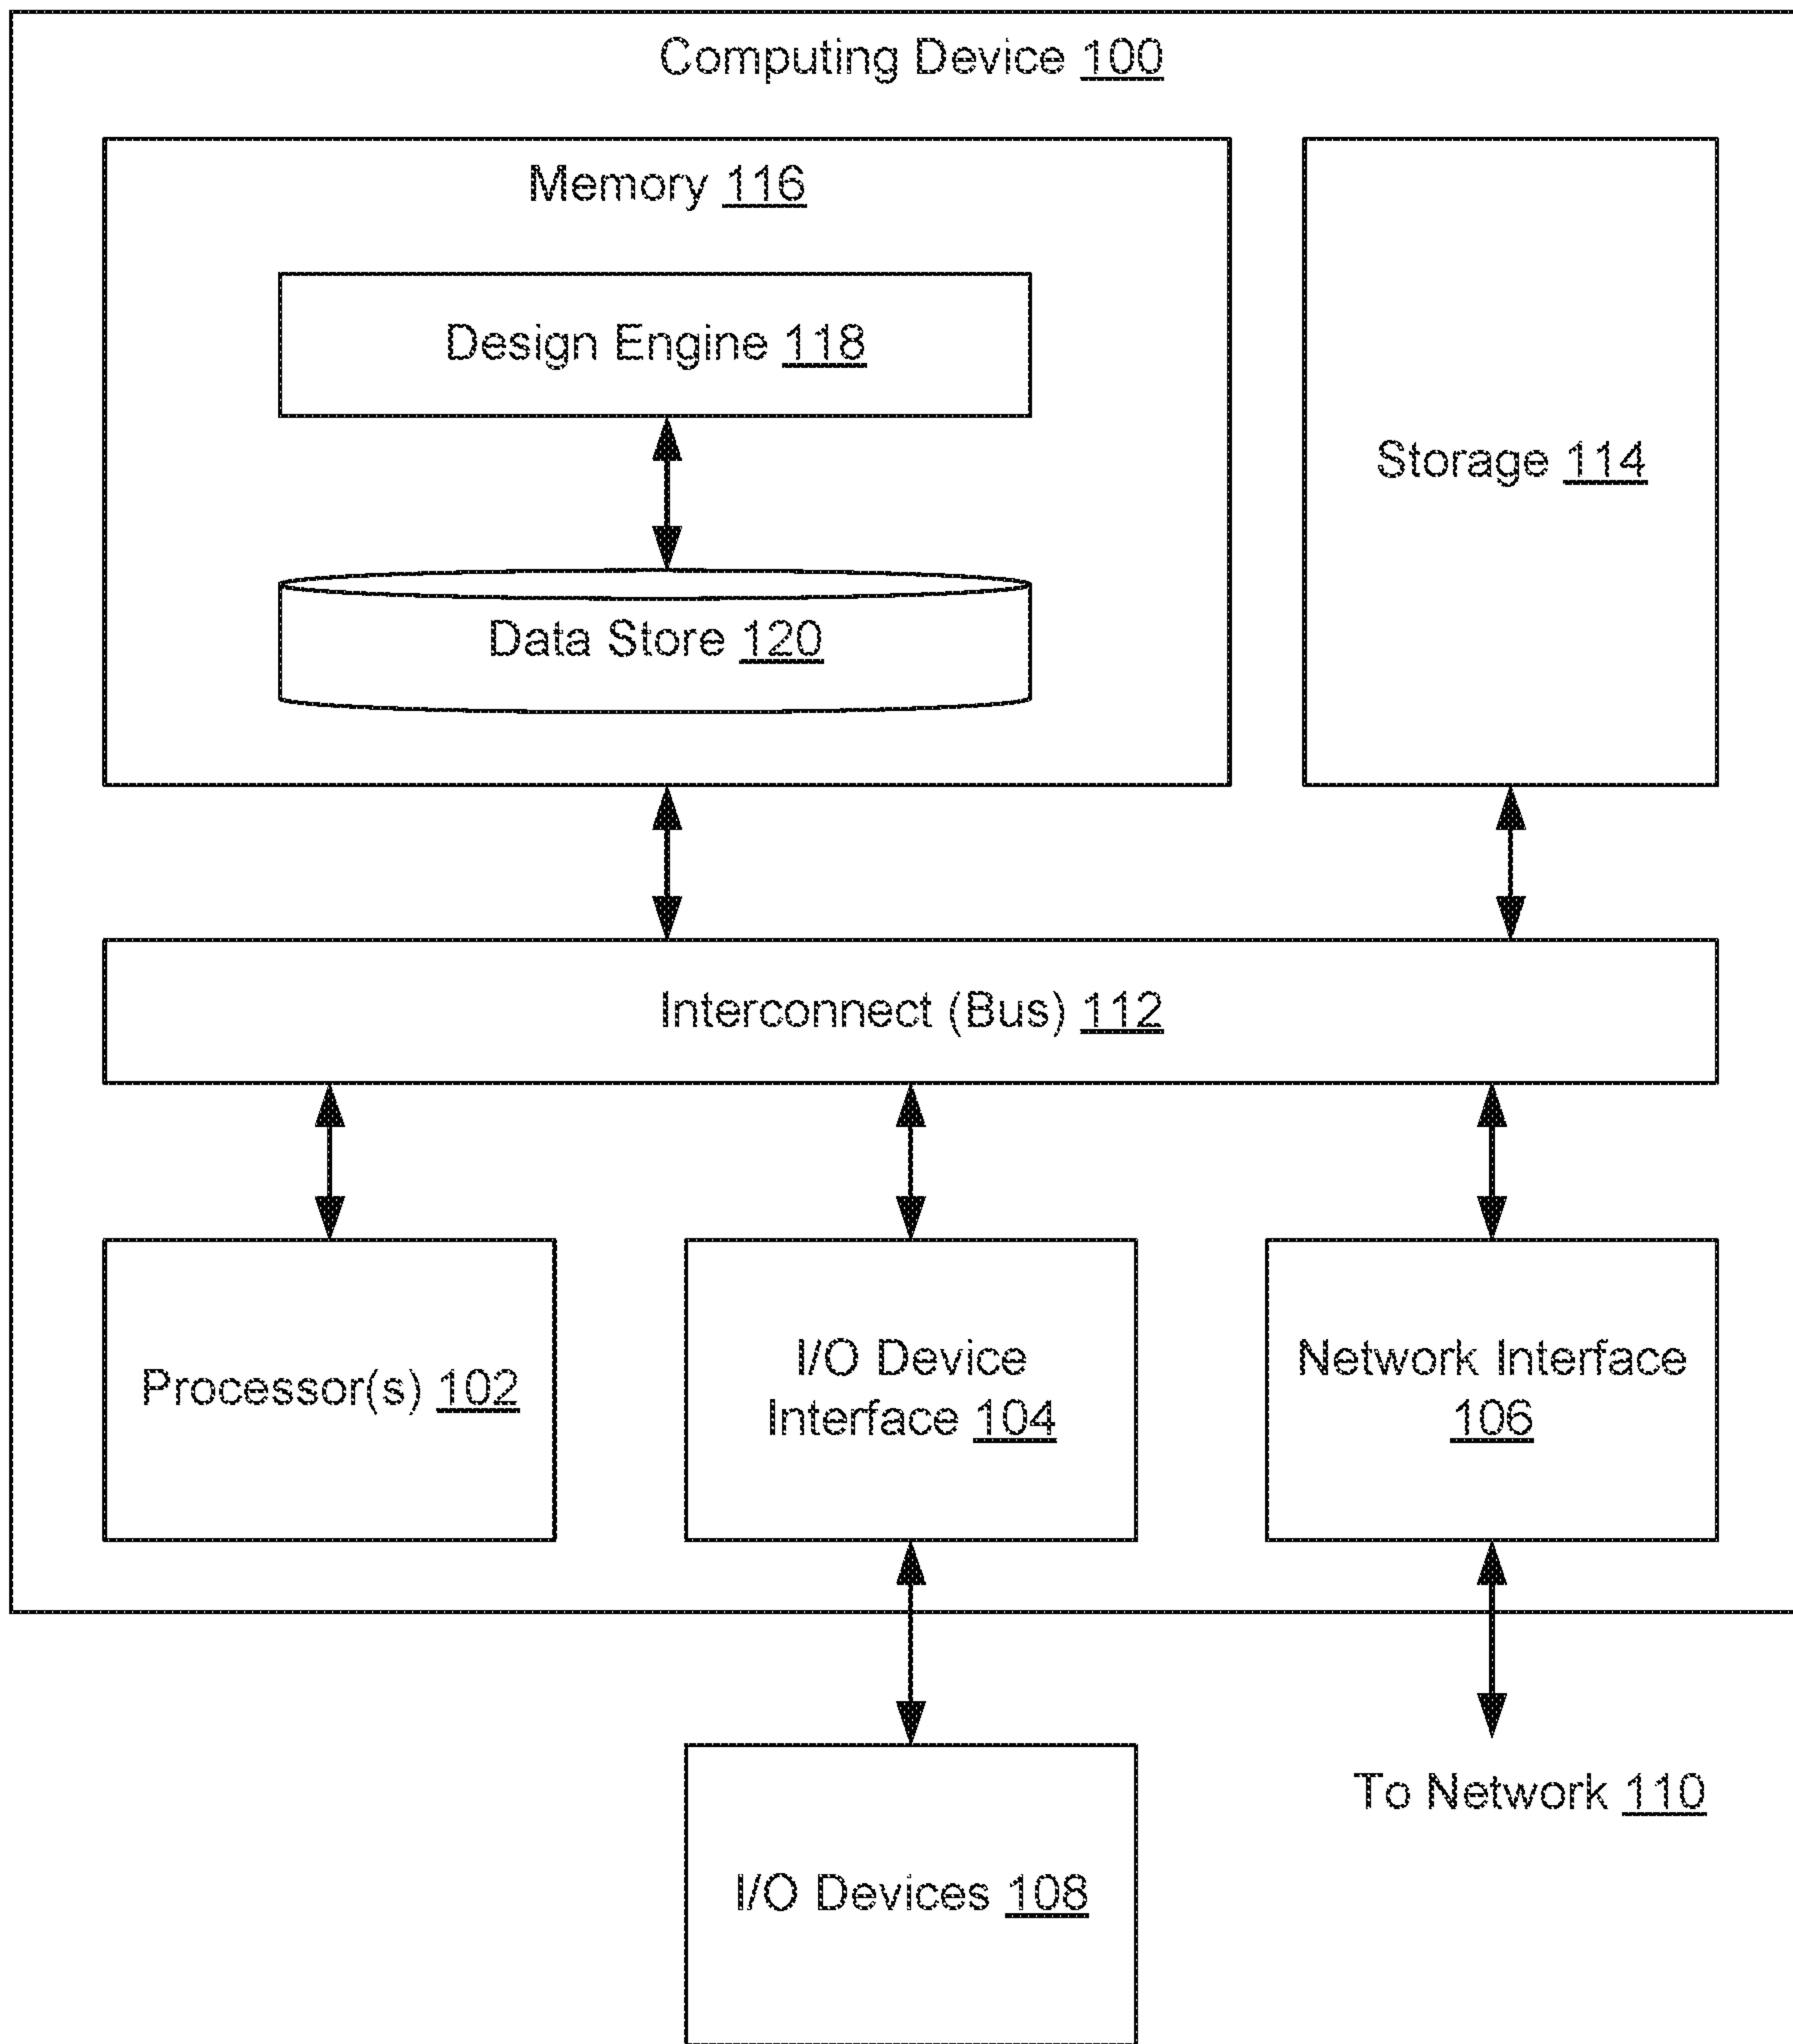 Computing Device 100
Memory 116
Design Engine 118
Storage 114
Data Store 120
Interconnect (Bus) 112
Processor(s) 102
I/O Device
Interface 104
Network Interface
106
To Network 110
I/O Devices 108